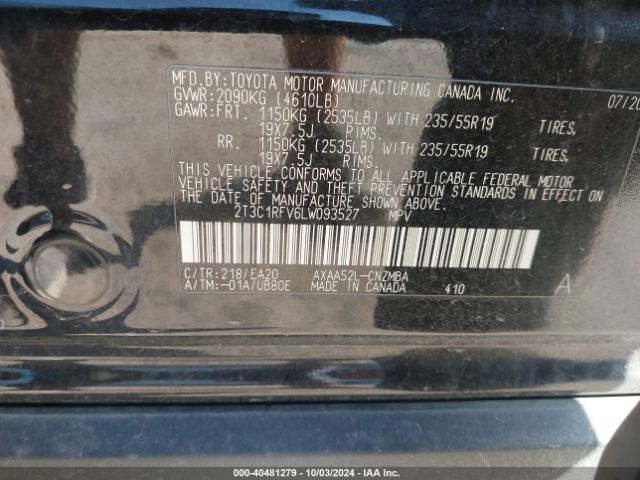 MFD.BY:TOYOTA MOTOR MANUFACTURING CANADA INC.
GVWR:2090KG (4610LB) 07/20
GAWR:FRT. 1150KG (2535LB) WITH 235/55R19 TIRES,
19X7.5J RIMS.
RR. 1150KG (2535LB) WITH 235/55R19 TIRES,
19X7.5J RIMS.
THIS VEHICLE CONFORMS TO ALL APPLICABLE FEDERAL MOTOR
VEHICLE SAFETY AND THEFT PREVENTION STANDARDS IN EFFECT ON
THE DATE OF MANUFACTURE SHOWN ABOVE.
2T3C1RFV6LW093527 MPV
C/TR:218/EA20 AXAA52L-CNZMBA
A/TM:-01A/UB80E MADE IN CANADA 410 A
000-40481279 - 10/03/2024 - IAA Inc.